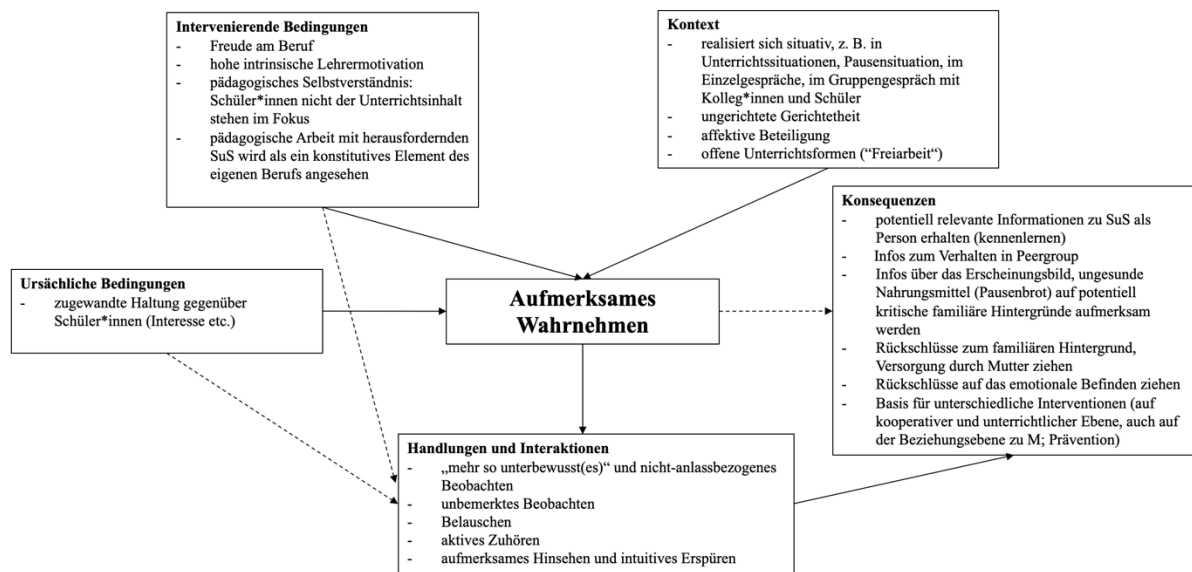 Intervenierende Bedingungen
- Freude am Beruf
- hohe intrinsische Lehrermotivation
- pädagogisches Selbstverständnis:
Schüler*innen nicht der Unterrichtsinhalt
stehen im Fokus
- pädagogische Arbeit mit herausfordernden
SuS wird als ein konstitutives Element des
eigenen Berufs angesehen
Kontext
- realisiert sich situativ, z. B. in
Unterrichtssituationen, Pausensituation, im
Einzelgespräche, im Gruppengespräch mit
Kolleg*innen und Schüler
- ungerichtete Gerichtetheit
- affektive Beteiligung
- offene Unterrichtsformen (“Freiarbeit“)
Ursächliche Bedingungen
- zugewandte Haltung gegenüber
Schüler*innen (Interesse etc.)
Aufmerksames
Wahrnehmen
Konsequenzen
- potentiell relevante Informationen zu SuS als
Person erhalten (kennenlernen)
- Infos zum Verhalten in Peergroup
- Infos über das Erscheinungsbild, ungesunde
Nahrungsmittel (Pausenbrot) auf potentiell
kritische familiäre Hintergründe aufmerksam
werden
- Rückschlüsse zum familiären Hintergrund,
Versorgung durch Mutter ziehen
- Rückschlüsse auf das emotionale Befinden ziehen
- Basis für unterschiedliche Interventionen (auf
kooperativer und unterrichtlicher Ebene, auch auf
der Beziehungsebene zu M; Prävention)
Handlungen und Interaktionen
- „mehr so unterbewusst(es)“ und nicht-anlassbezogenes
Beobachten
- unbemerktes Beobachten
- Belauschen
- aktives Zuhören
- aufmerksames Hinsehen und intuitives Erspüren